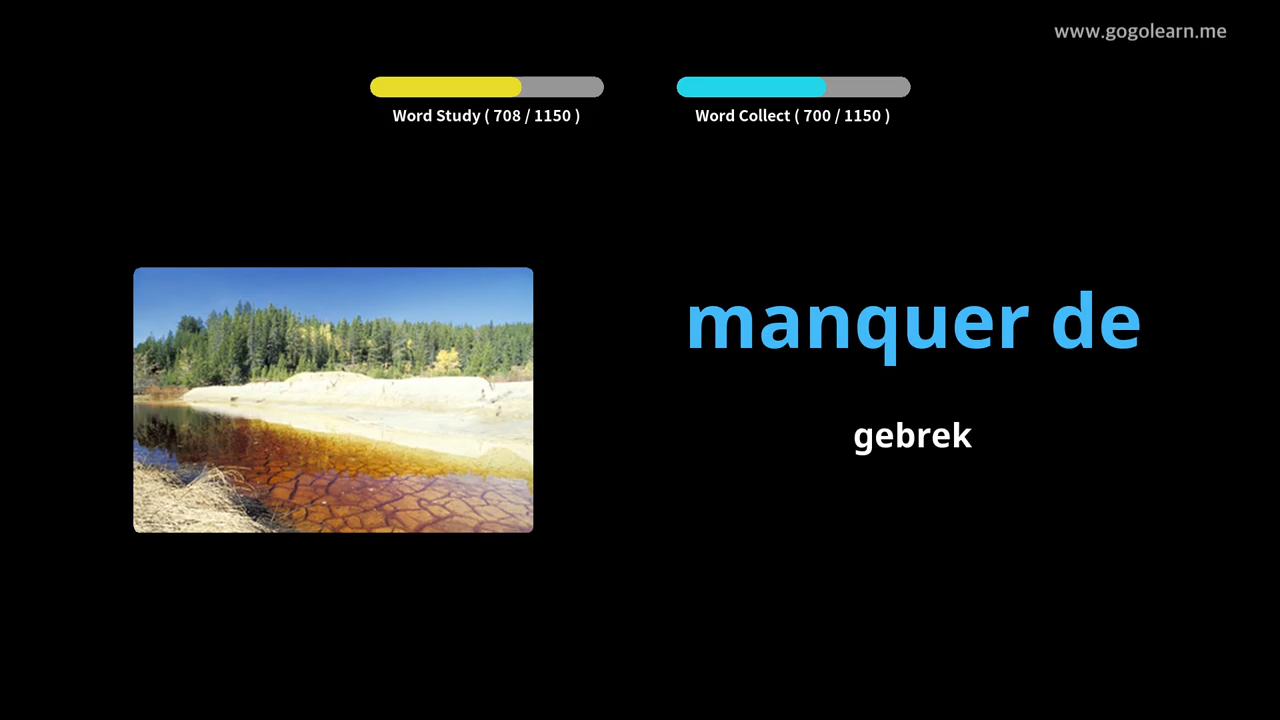 www.gogolearn.me
Word Study ( 708 / 1150 )
Word Collect ( 700 / 1150 )
manquer de
gebrek